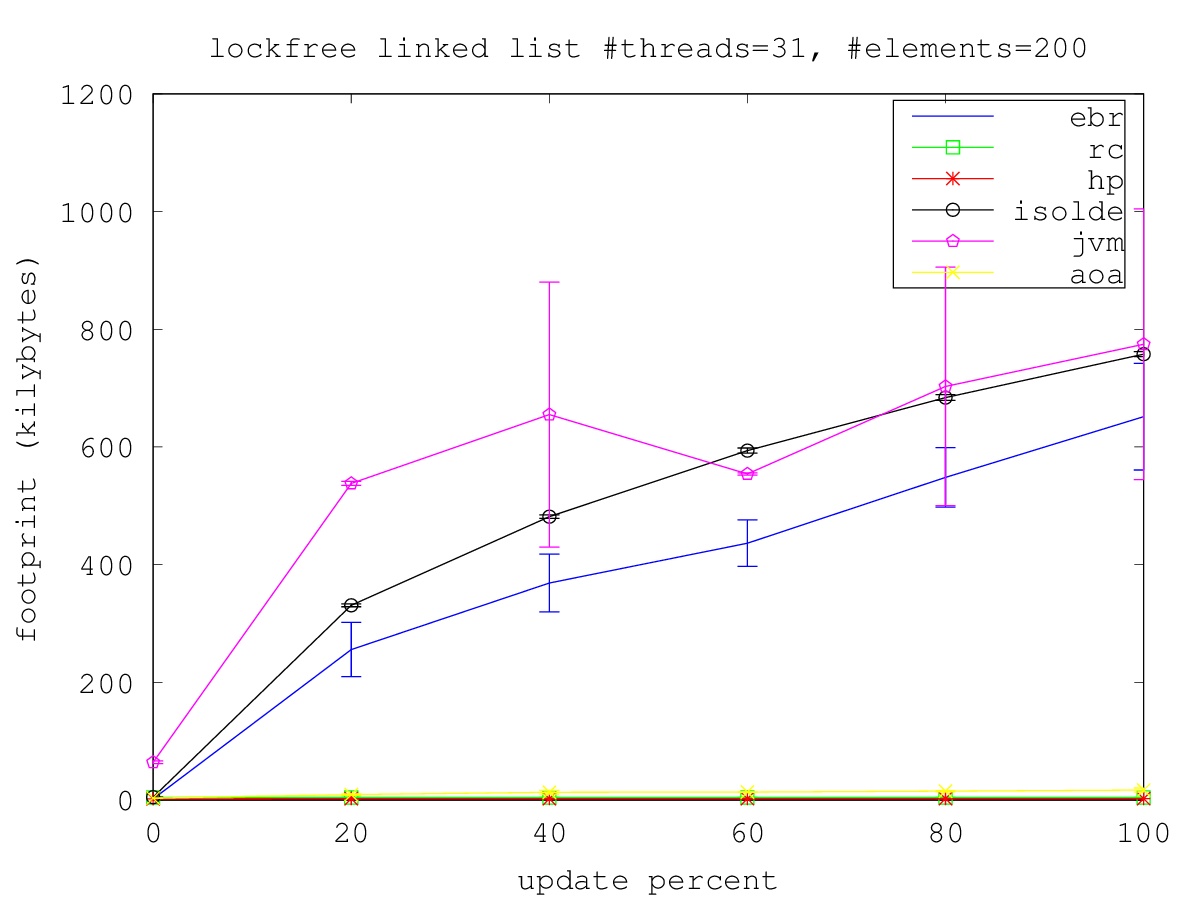 lockfree linked list #threads=31, #elements=200
1200
1000
800
600
400
200
0
footprint (kilybytes)
ebr
rc
hp
isolde
jvm
aoa
0 20 40 60 80 100
update percent